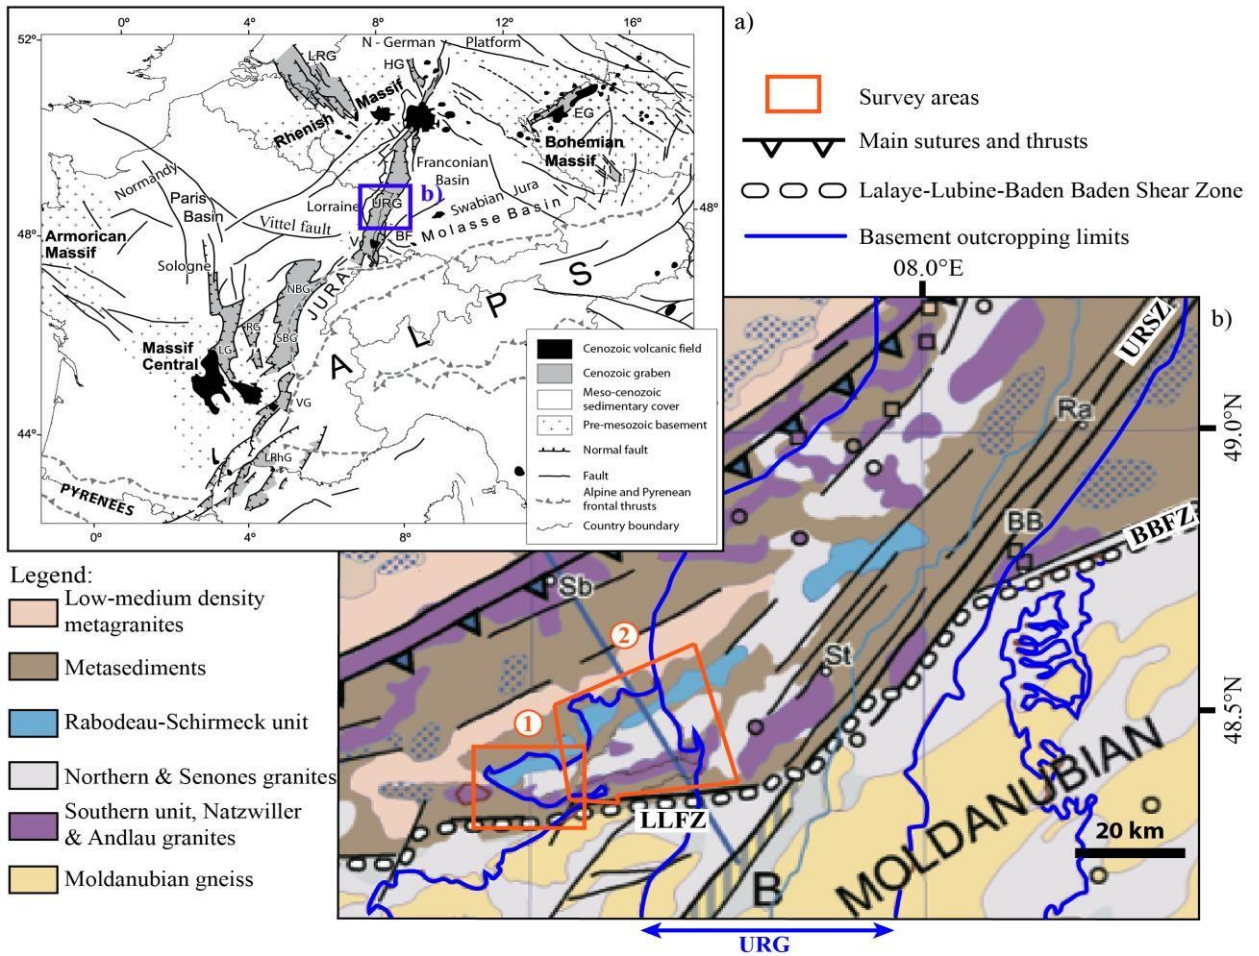 a)
0°
4°
8°
12°
16°
52°
N - German
Platform
LRG
HG
Rhenish
Massif
EG
Bohemian
Massif
Franconian
Basin
Normandy
Paris
Basin
Lorraine
URG
b)
Swabian Jura
Vittel fault
Molasse Basin
48°
48°
V
BF
Armorican
Massif
Sologne
NBG
JURA
ALPS
RG
SBG
LG
Massif
Central
VG
44°
LRhG
PYRENEES
0°
4°
8°
Cenozoic volcanic field
Cenozoic graben
Meso-cenozoic
sedimentary cover
Pre-mesozoic basement
Normal fault
Fault
Alpine and Pyrenean
frontal thrusts
Country boundary
Survey areas
Main sutures and thrusts
Lalaye-Lubine-Baden Baden Shear Zone
Basement outcropping limits
08.0°E
b)
URSZ
Ra
49.0°N
BB
BBFZ
Sb
2
St
1
48.5°N
LLFZ
MOLDANUBIAN
20 km
B
URG
Legend:
Low-medium density
metagranites
Metasediments
Rabodeau-Schirmeck unit
Northern & Senones granites
Southern unit, Natzwiller
& Andlau granites
Moldanubian gneiss